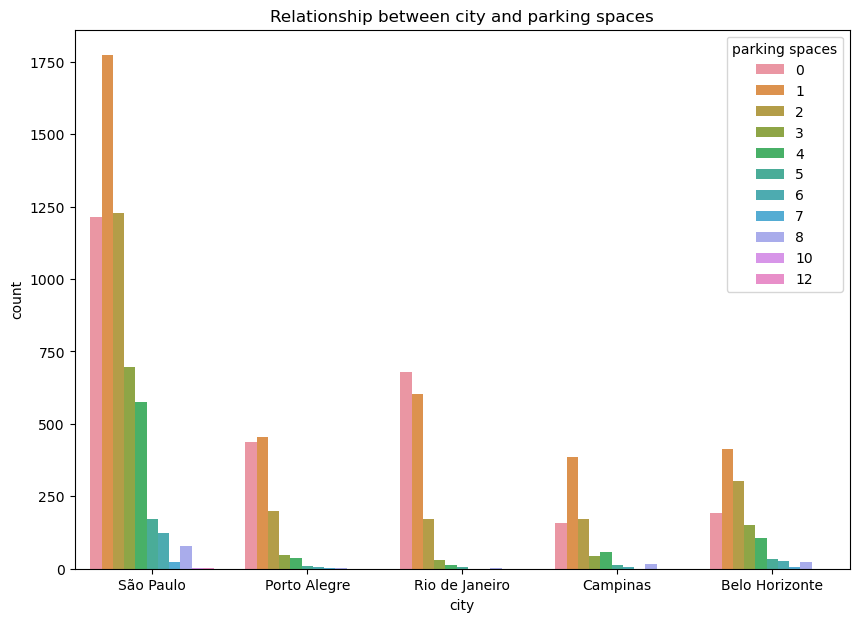 Relationship between city and parking spaces
parking spaces
0
1
2
3
4
5
6
7
8
10
12
1750
1500
1250
1000
750
500
250
0
count
São Paulo
Porto Alegre
Rio de Janeiro
Campinas
Belo Horizonte
city